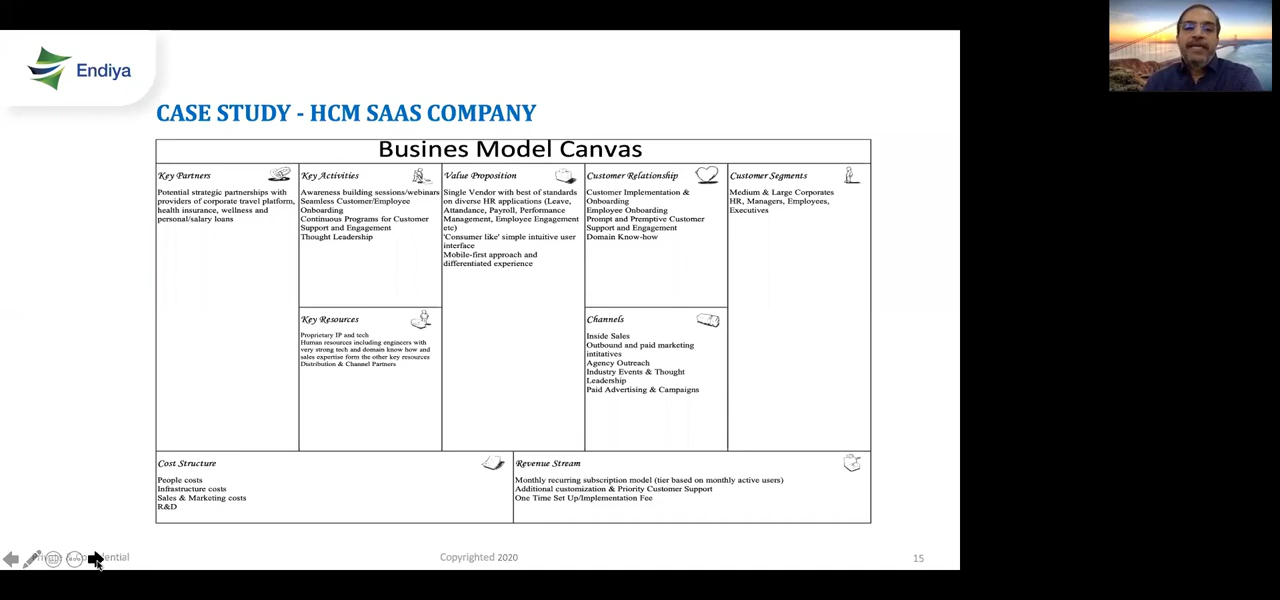 Endiya
CASE STUDY - HCM SAAS COMPANY
Busines Model Canvas
Key Partners
Potential strategic partnerships with
providers of corporate travel platform,
health insurance, wellness and
personal/salary loans
Key Activities
Awareness building sessions/webinars
Seamless Customer/Employee
Onboarding
Continuous Programs for Customer
Support and Engagement
Thought Leadership
Key Resources
Proprietary IP and tech
Human resources including engineers with
very strong tech and domain know how and
sales expertise form the other key resources
Distribution & Channel Partners
Value Proposition
Single Vendor with best of standards
on diverse HR applications (Leave,
Attendance, Payroll, Performance
Management, Employee Engagement
etc)
'Consumer like' simple intuitive user
interface
Mobile-first approach and
differentiated experience
Customer Relationship
Customer Implementation &
Onboarding
Employee Onboarding
Prompt and Premptive Customer
Support and Engagement
Domain Know-how
Channels
Inside Sales
Outbound and paid marketing
intitatives
Agency Outreach
Industry Events & Thought
Leadership
Paid Advertising & Campaigns
Customer Segments
Medium & Large Corporates
HR, Managers, Employees,
Executives
Cost Structure
People costs
Infrastructure costs
Sales & Marketing costs
R&D
Revenue Stream
Monthly recurring subscription model (tier based on monthly active users)
Additional customization & Priority Customer Support
One Time Set Up/Implementation Fee
Copyrighted 2020
15